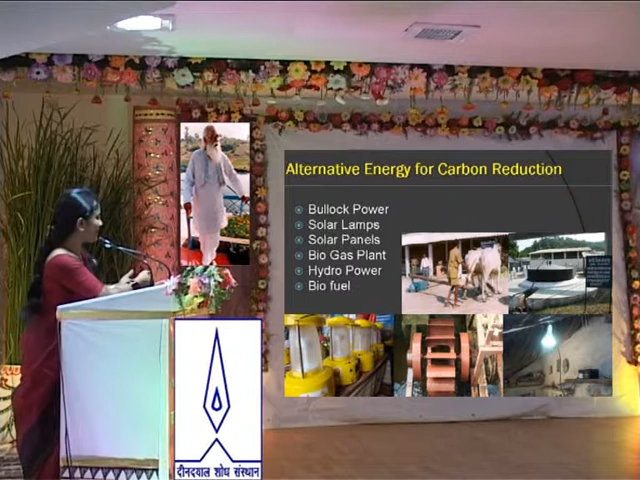 Alternative Energy for Carbon Reduction
Bullock Power
Solar Lamps
Solar Panels
Bio Gas Plant
Hydro Power
Bio fuel
दीनदयाल शोध संस्थान